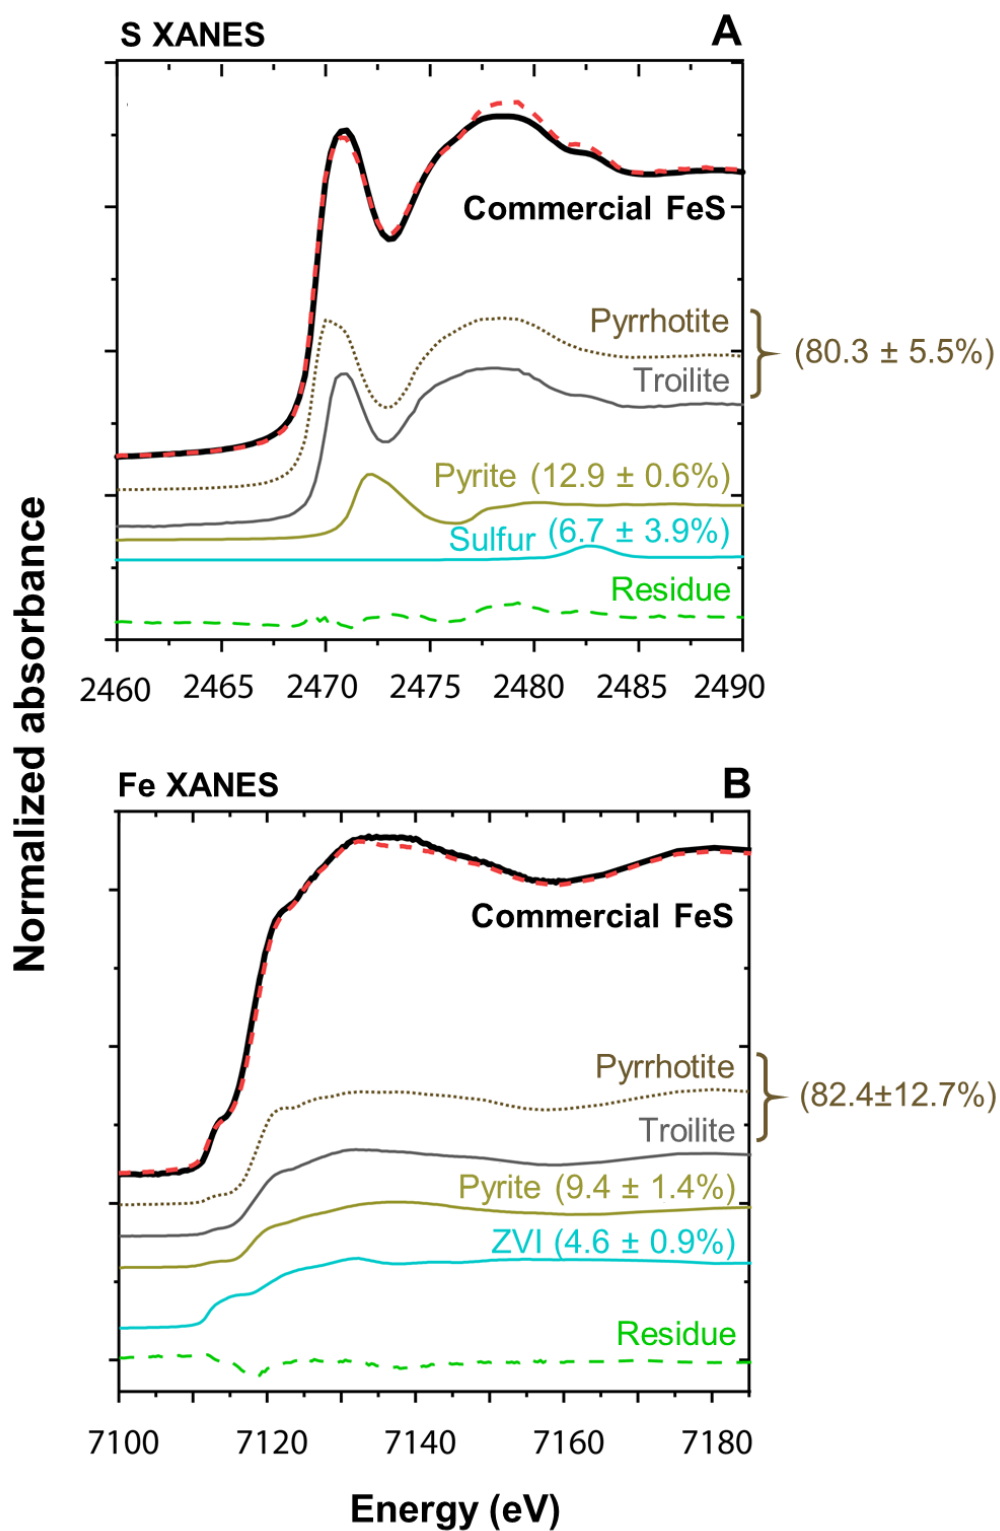 S XANES
A
Commercial FeS
Pyrrhotite
(80.3 ± 5.5%)
Troilite
Pyrite (12.9 ± 0.6%)
Sulfur (6.7 ± 3.9%)
Residue
2460 2465 2470 2475 2480 2485 2490
Normalized absorbance
Fe XANES
B
Commercial FeS
Pyrrhotite
(82.4±12.7%)
Troilite
Pyrite (9.4 ± 1.4%)
ZVI (4.6 ± 0.9%)
Residue
7100 7120 7140 7160 7180
Energy (eV)